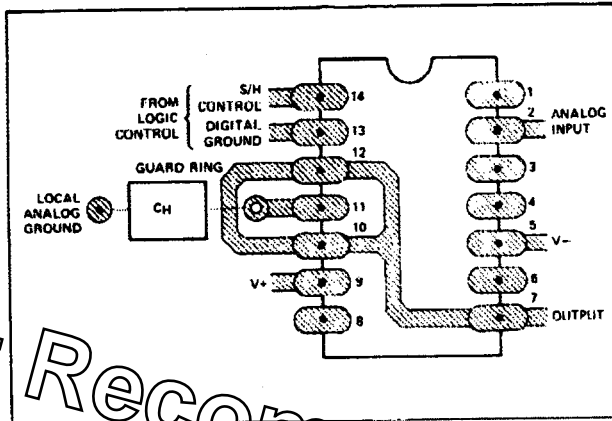 FROM LOGIC CONTROL
S/H CONTROL
14
DIGITAL GROUND
13
12
GUARD RING
LOCAL ANALOG GROUND
CH
11
10
V+
9
8
1
2
ANALOG INPUT
3
4
5
V−
6
7
OUTPUT